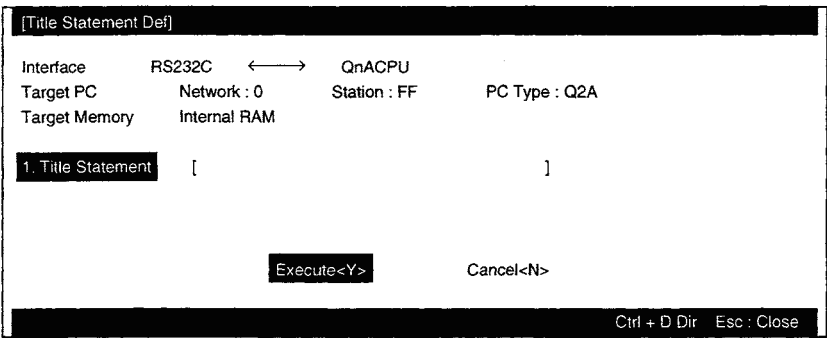 [Title Statement Def]
Interface RS232C ←→ QnACPU
Target PC Network : 0 Station : FF PC Type : Q2A
Target Memory Internal RAM
1. Title Statement [ ]
Execute<Y> Cancel<N>
Ctrl + D Dir Esc : Close